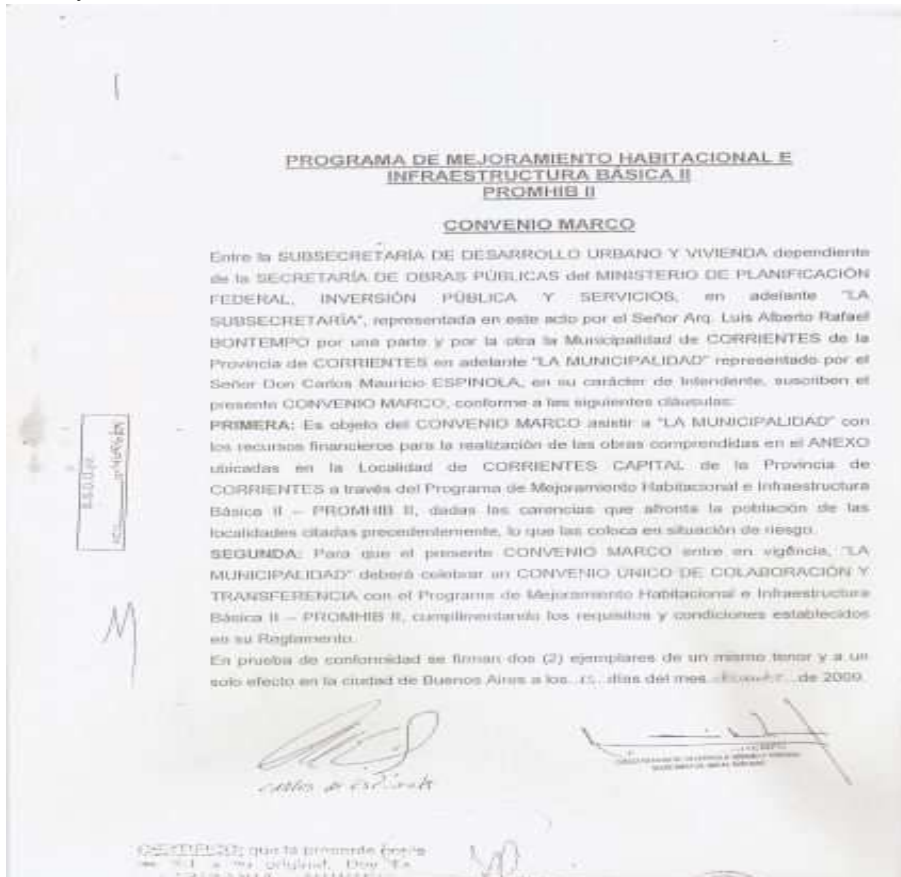 PROGRAMA DE MEJORAMIENTO HABITACIONAL E
INFRAESTRUCTURA BÁSICA II
PROMHIB II
CONVENIO MARCO
Entre la SUBSECRETARÍA DE DESARROLLO URBANO Y VIVIENDA dependiente
de la SECRETARÍA DE OBRAS PÚBLICAS del MINISTERIO DE PLANIFICACIÓN
FEDERAL, INVERSIÓN PÚBLICA Y SERVICIOS, en adelante "LA
SUBSECRETARÍA", representada en este acto por el Señor Arq. Luis Alberto Rafael
BONTEMPO por una parte y por la otra la Municipalidad de CORRIENTES de la
Provincia de CORRIENTES en adelante "LA MUNICIPALIDAD" representado por el
Señor Don Carlos Mauricio ESPINOLA, en su carácter de Intendente, suscriben el
presente CONVENIO MARCO, conforme a las siguientes cláusulas:
PRIMERA: Es objeto del CONVENIO MARCO asistir a "LA MUNICIPALIDAD" con
los recursos financieros para la realización de las obras comprendidas en el ANEXO
ubicadas en la Localidad de CORRIENTES CAPITAL de la Provincia de
CORRIENTES a través del Programa de Mejoramiento Habitacional e Infraestructura
Básica II – PROMHIB II, dadas las carencias que afronta la población de las
localidades citadas precedentemente, lo que las coloca en situación de riesgo.
SEGUNDA: Para que el presente CONVENIO MARCO entre en vigência, "LA
MUNICIPALIDAD" deberá celebrar un CONVENIO ÚNICO DE COLABORACIÓN Y
TRANSFERENCIA con el Programa de Mejoramiento Habitacional e Infraestructura
Básica II – PROMHIB II, cumplimentando los requisitos y condiciones establecidos
en su Reglamento.
En prueba de conformidad se firman dos (2) ejemplares de un mismo tenor y a un
solo efecto en la ciudad de Buenos Aires a los días del mes de 2009.
CERTIFICO: que la presente
original. Doy